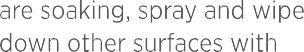 are soaking, spray and wipe
down other surfaces with